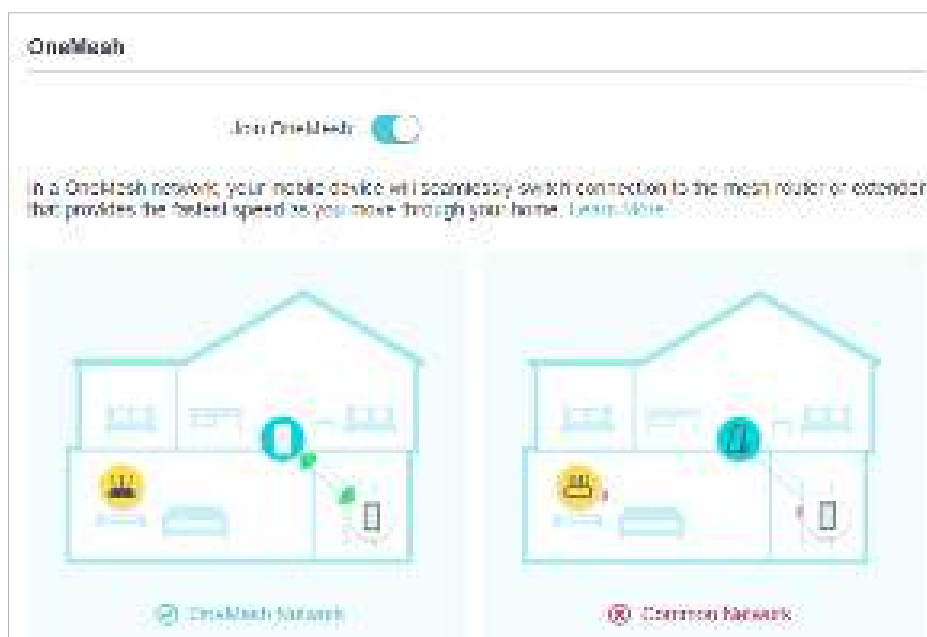 OneMesh
Join OneMesh:
In a OneMesh network, your mobile device will seamlessly switch connection to the mesh router or extender
that provides the fastest speed as you move through your home. Learn More
OneMesh Network
Common Network